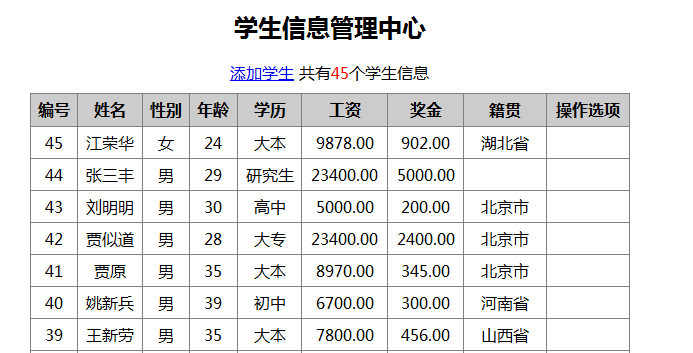 学生信息管理中心
添加学生 共有45个学生信息
编号 姓名 性别 年龄 学历 工资 奖金 籍贯 操作选项
45 江荣华 女 24 大本 9878.00 902.00 湖北省
44 张三丰 男 29 研究生 23400.00 5000.00
43 刘明明 男 30 高中 5000.00 200.00 北京市
42 贾似道 男 28 大专 23400.00 2400.00 北京市
41 贾原 男 35 大本 8970.00 345.00 北京市
40 姚新兵 男 39 初中 6700.00 300.00 河南省
39 王新劳 男 35 大本 7800.00 456.00 山西省